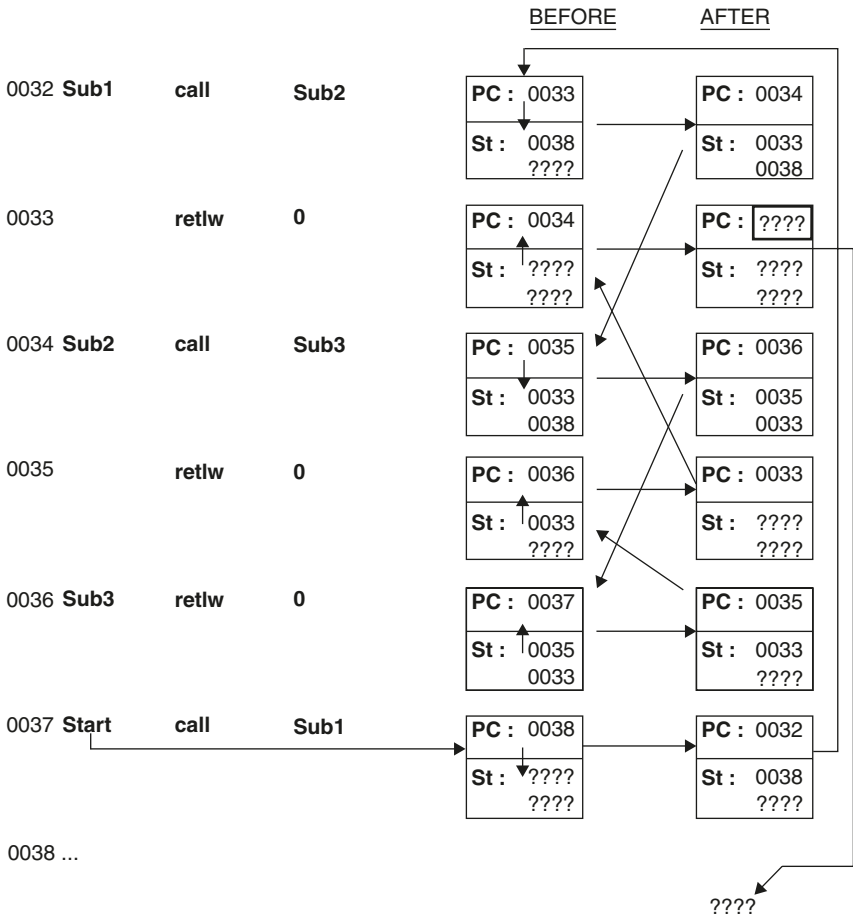 BEFORE AFTER
0032 Sub1 call Sub2 PC : 0033 PC : 0034
St : 0038 St : 0033
???? 0038
0033 retlw 0 PC : 0034 PC : ????
St : ???? St : ????
???? ????
0034 Sub2 call Sub3 PC : 0035 PC : 0036
St : 0033 St : 0035
0038 0033
0035 retlw 0 PC : 0036 PC : 0033
St : 0033 St : ????
???? ????
0036 Sub3 retlw 0 PC : 0037 PC : 0035
St : 0035 St : 0033
0033 ????
0037 Start call Sub1 PC : 0038 PC : 0032
St : ???? St : 0038
???? ????
0038 ...
????